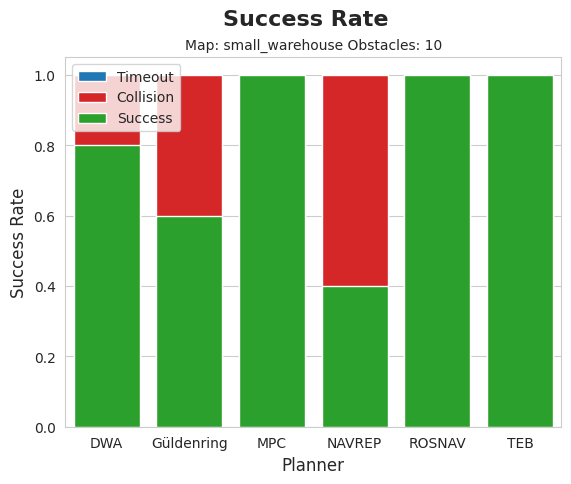 Success Rate
Map: small_warehouse Obstacles: 10
Timeout
Collision
Success
Success Rate
1.0
0.8
0.6
0.4
0.2
0.0
DWA Güldenring MPC NAVREP ROSNAV TEB
Planner